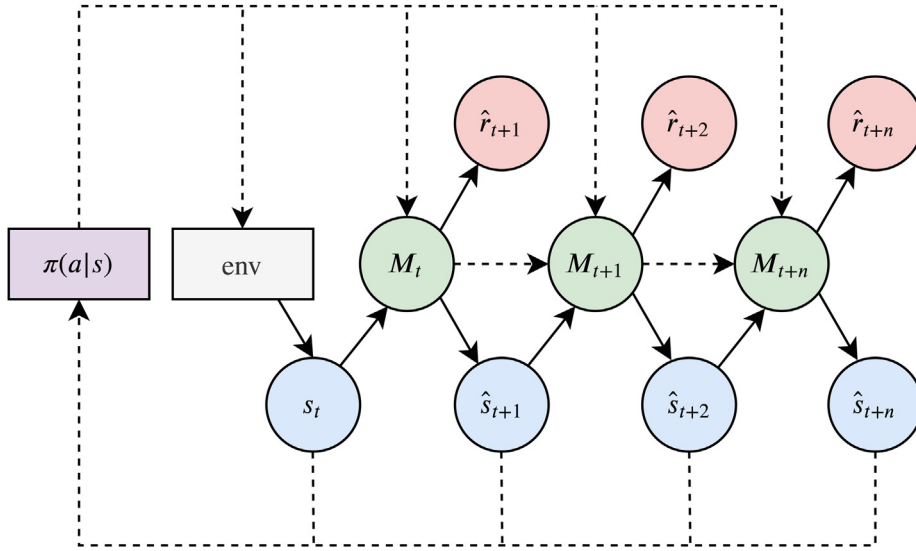 r̂ₜ₊₁ r̂ₜ₊₂ r̂ₜ₊ₙ
π(a|s) env Mₜ Mₜ₊₁ Mₜ₊ₙ
sₜ ŝₜ₊₁ ŝₜ₊₂ ŝₜ₊ₙ